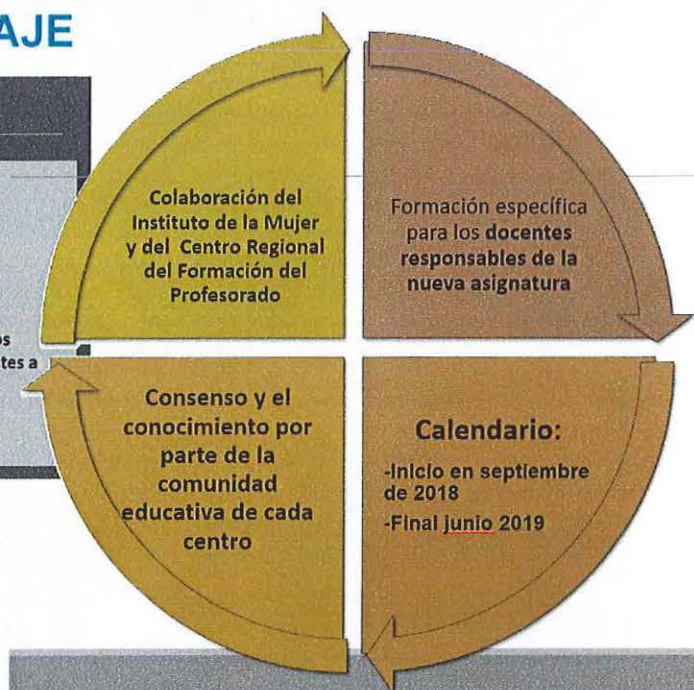 AJE
os
tes a
Colaboración del
Instituto de la Mujer
y del Centro Regional
del Formación del
Profesorado
Formación específica
para los docentes
responsables de la
nueva asignatura
Consenso y el
conocimiento por
parte de la
comunidad
educativa de cada
centro
Calendario:
-Inicio en septiembre
de 2018
-Final junio 2019